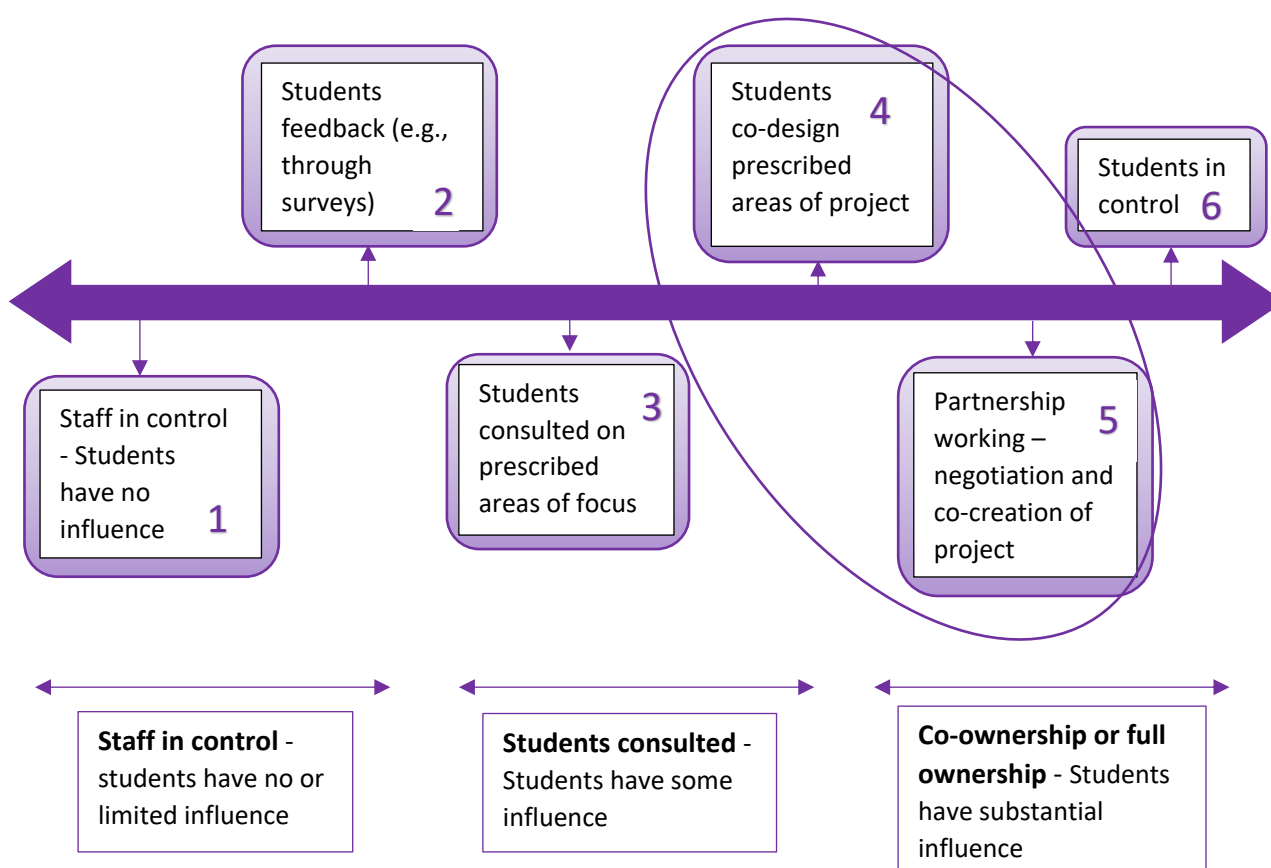 Students
feedback (e.g.,
through
surveys) 2
Students
co-design 4
prescribed
areas of project
Students in
control 6
Staff in control
- Students
have no
influence 1
Students 3
consulted on
prescribed
areas of focus
Partnership
working – 5
negotiation and
co-creation of
project
Staff in control -
students have no or
limited influence
Students consulted -
Students have some
influence
Co-ownership or full
ownership - Students
have substantial
influence